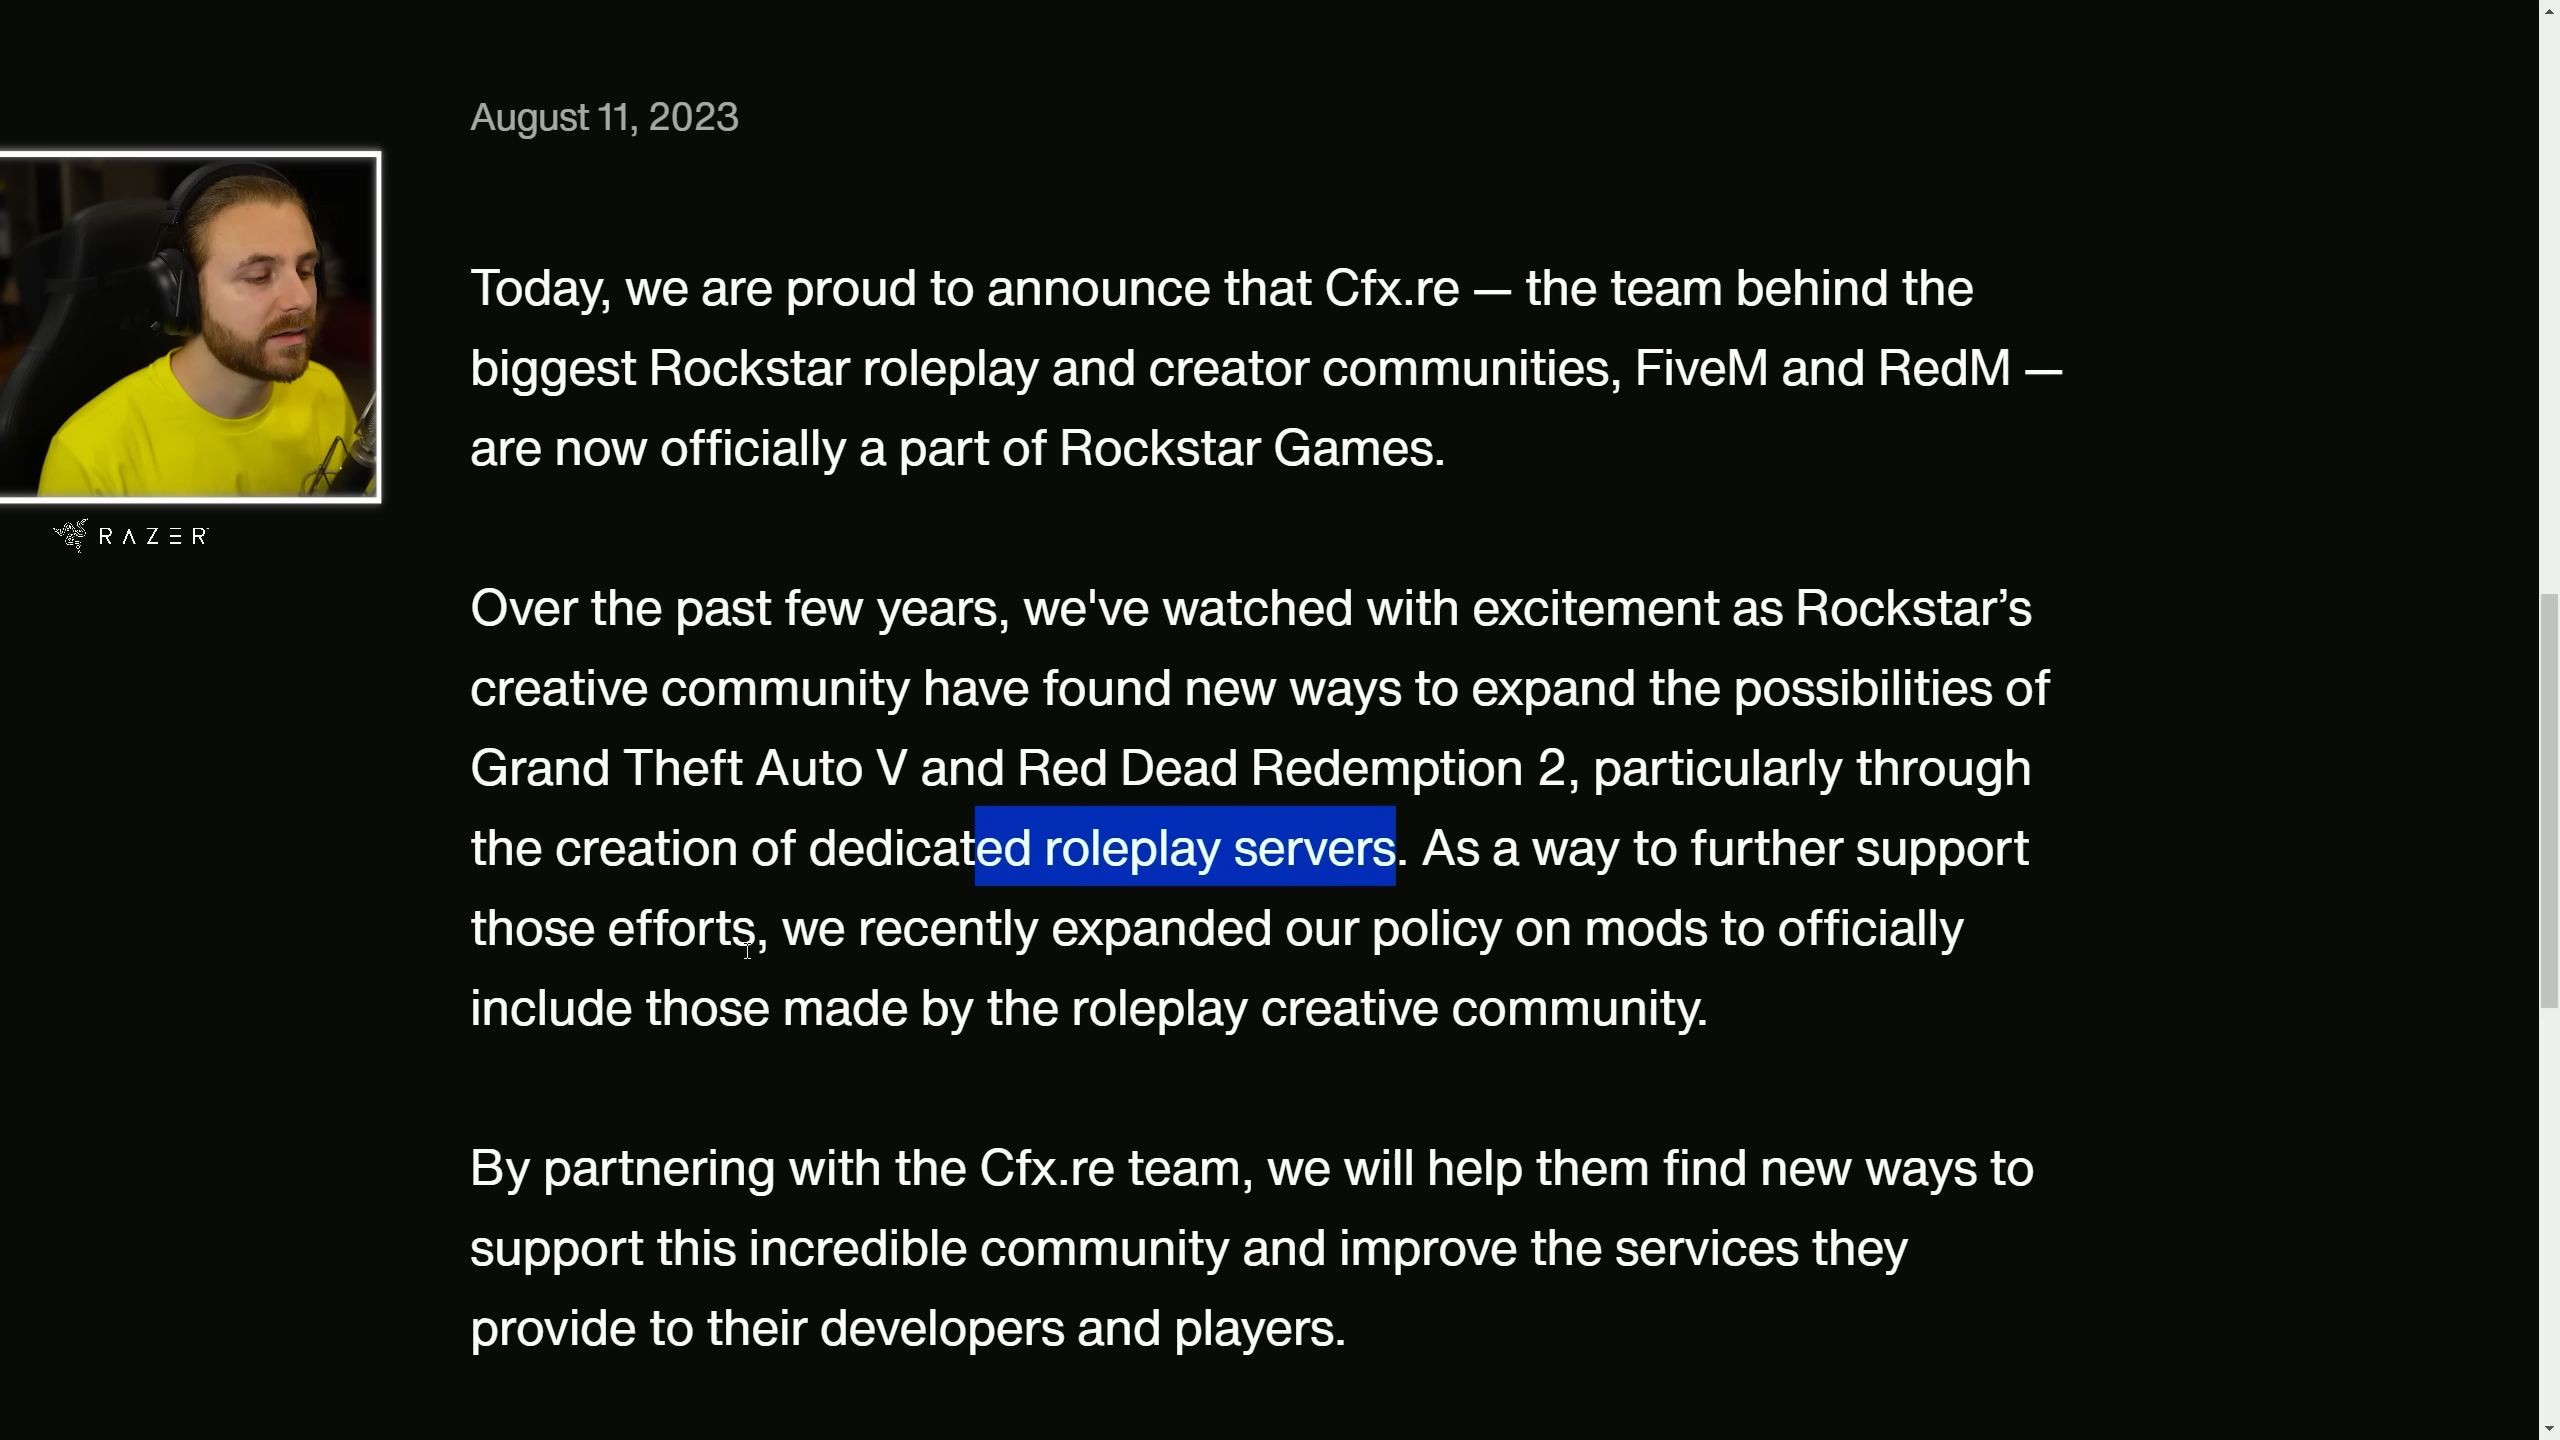 August 11, 2023
Today, we are proud to announce that Cfx.re — the team behind the
biggest Rockstar roleplay and creator communities, FiveM and RedM —
are now officially a part of Rockstar Games.
RAZER
Over the past few years, we've watched with excitement as Rockstar’s
creative community have found new ways to expand the possibilities of
Grand Theft Auto V and Red Dead Redemption 2, particularly through
the creation of dedicated roleplay servers. As a way to further support
those efforts, we recently expanded our policy on mods to officially
include those made by the roleplay creative community.
By partnering with the Cfx.re team, we will help them find new ways to
support this incredible community and improve the services they
provide to their developers and players.